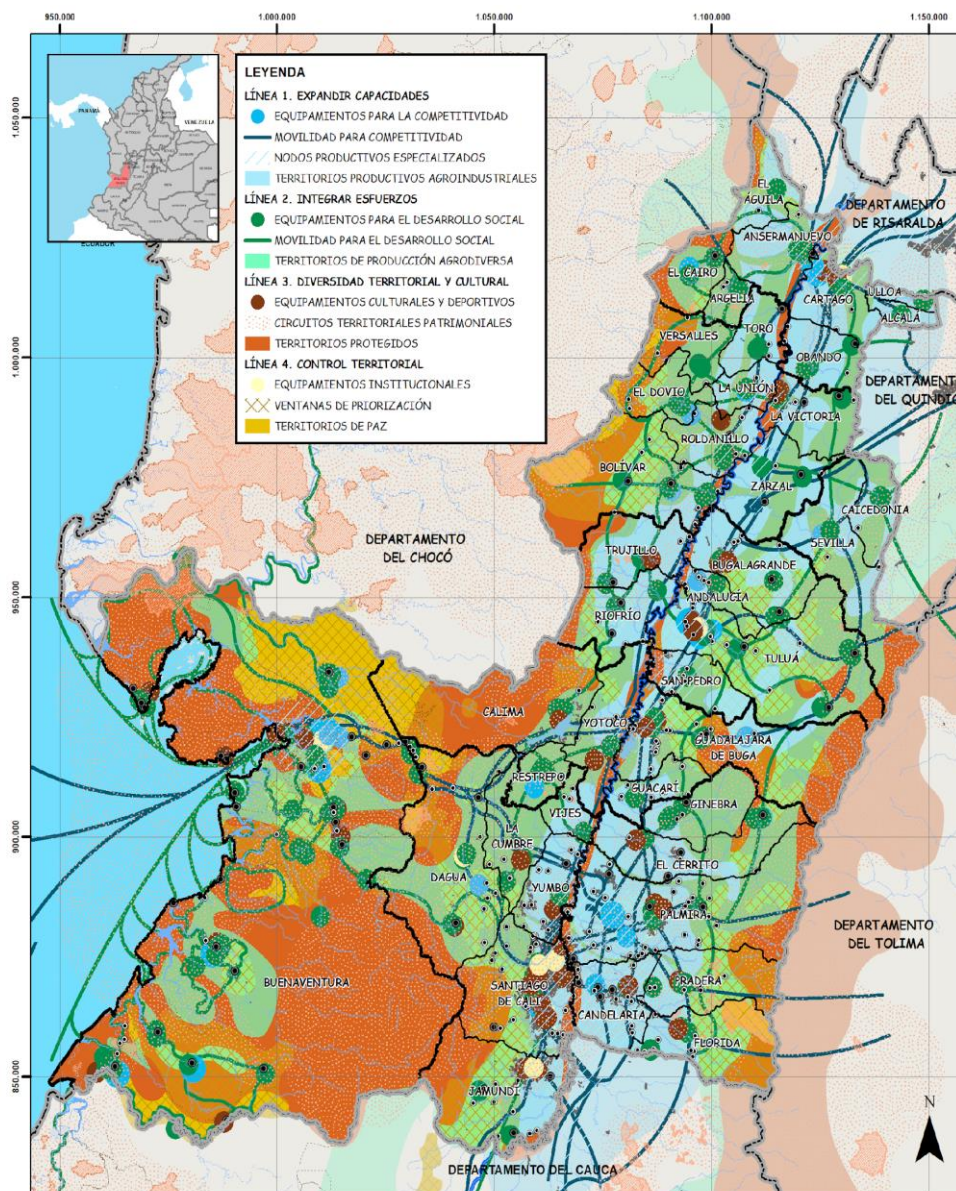 950.000
1.000.000
1.050.000
1.100.000
1.150.000
1.050.000
1.000.000
950.000
900.000
850.000
PANAMÁ
VENEZUELA
ECUADOR
LEYENDA
LÍNEA 1. EXPANDIR CAPACIDADES
EQUIPAMIENTOS PARA LA COMPETITIVIDAD
MOVILIDAD PARA COMPETITIVIDAD
NODOS PRODUCTIVOS ESPECIALIZADOS
TERRITORIOS PRODUCTIVOS AGROINDUSTRIALES
LÍNEA 2. INTEGRAR ESFUERZOS
EQUIPAMIENTOS PARA EL DESARROLLO SOCIAL
MOVILIDAD PARA EL DESARROLLO SOCIAL
TERRITORIOS DE PRODUCCIÓN AGRODIVERSA
LÍNEA 3. DIVERSIDAD TERRITORIAL Y CULTURAL
EQUIPAMIENTOS CULTURALES Y DEPORTIVOS
CIRCUITOS TERRITORIALES PATRIMONIALES
TERRITORIOS PROTEGIDOS
LÍNEA 4. CONTROL TERRITORIAL
EQUIPAMIENTOS INSTITUCIONALES
VENTANAS DE PRIORIZACIÓN
TERRITORIOS DE PAZ
EL
ÁGUILA
DEPARTAMENTO
DE RISARALDA
ANSERMANUEVO
EL CAIRO
ARGELIA
CARTAGO
ULLOA
ALCALÁ
VERSALLES
TORO
OBANDO
DEPARTAMENTO
DEL QUINDÍO
EL DOVIO
LA UNIÓN
LA VICTORIA
ROLDANILLO
BOLÍVAR
ZARZAL
CAICEDONIA
SEVILLA
DEPARTAMENTO
DEL CHOCÓ
TRUJILLO
BUGALAGRANDE
ANDALUCÍA
RIOFRÍO
TULUÁ
SAN PEDRO
CALIMA
YOTOCO
GUADALAJARA
DE BUGA
RESTREPO
GUACARÍ
GINEBRA
VIJES
LA
CUMBRE
EL CERRITO
DAGUA
YUMBO
PALMIRA
DEPARTAMENTO
DEL TOLIMA
BUENAVENTURA
SANTIAGO
DE CALI
PRADERA
CANDELARIA
FLORIDA
JAMUNDÍ
DEPARTAMENTO DEL CAUCA
N